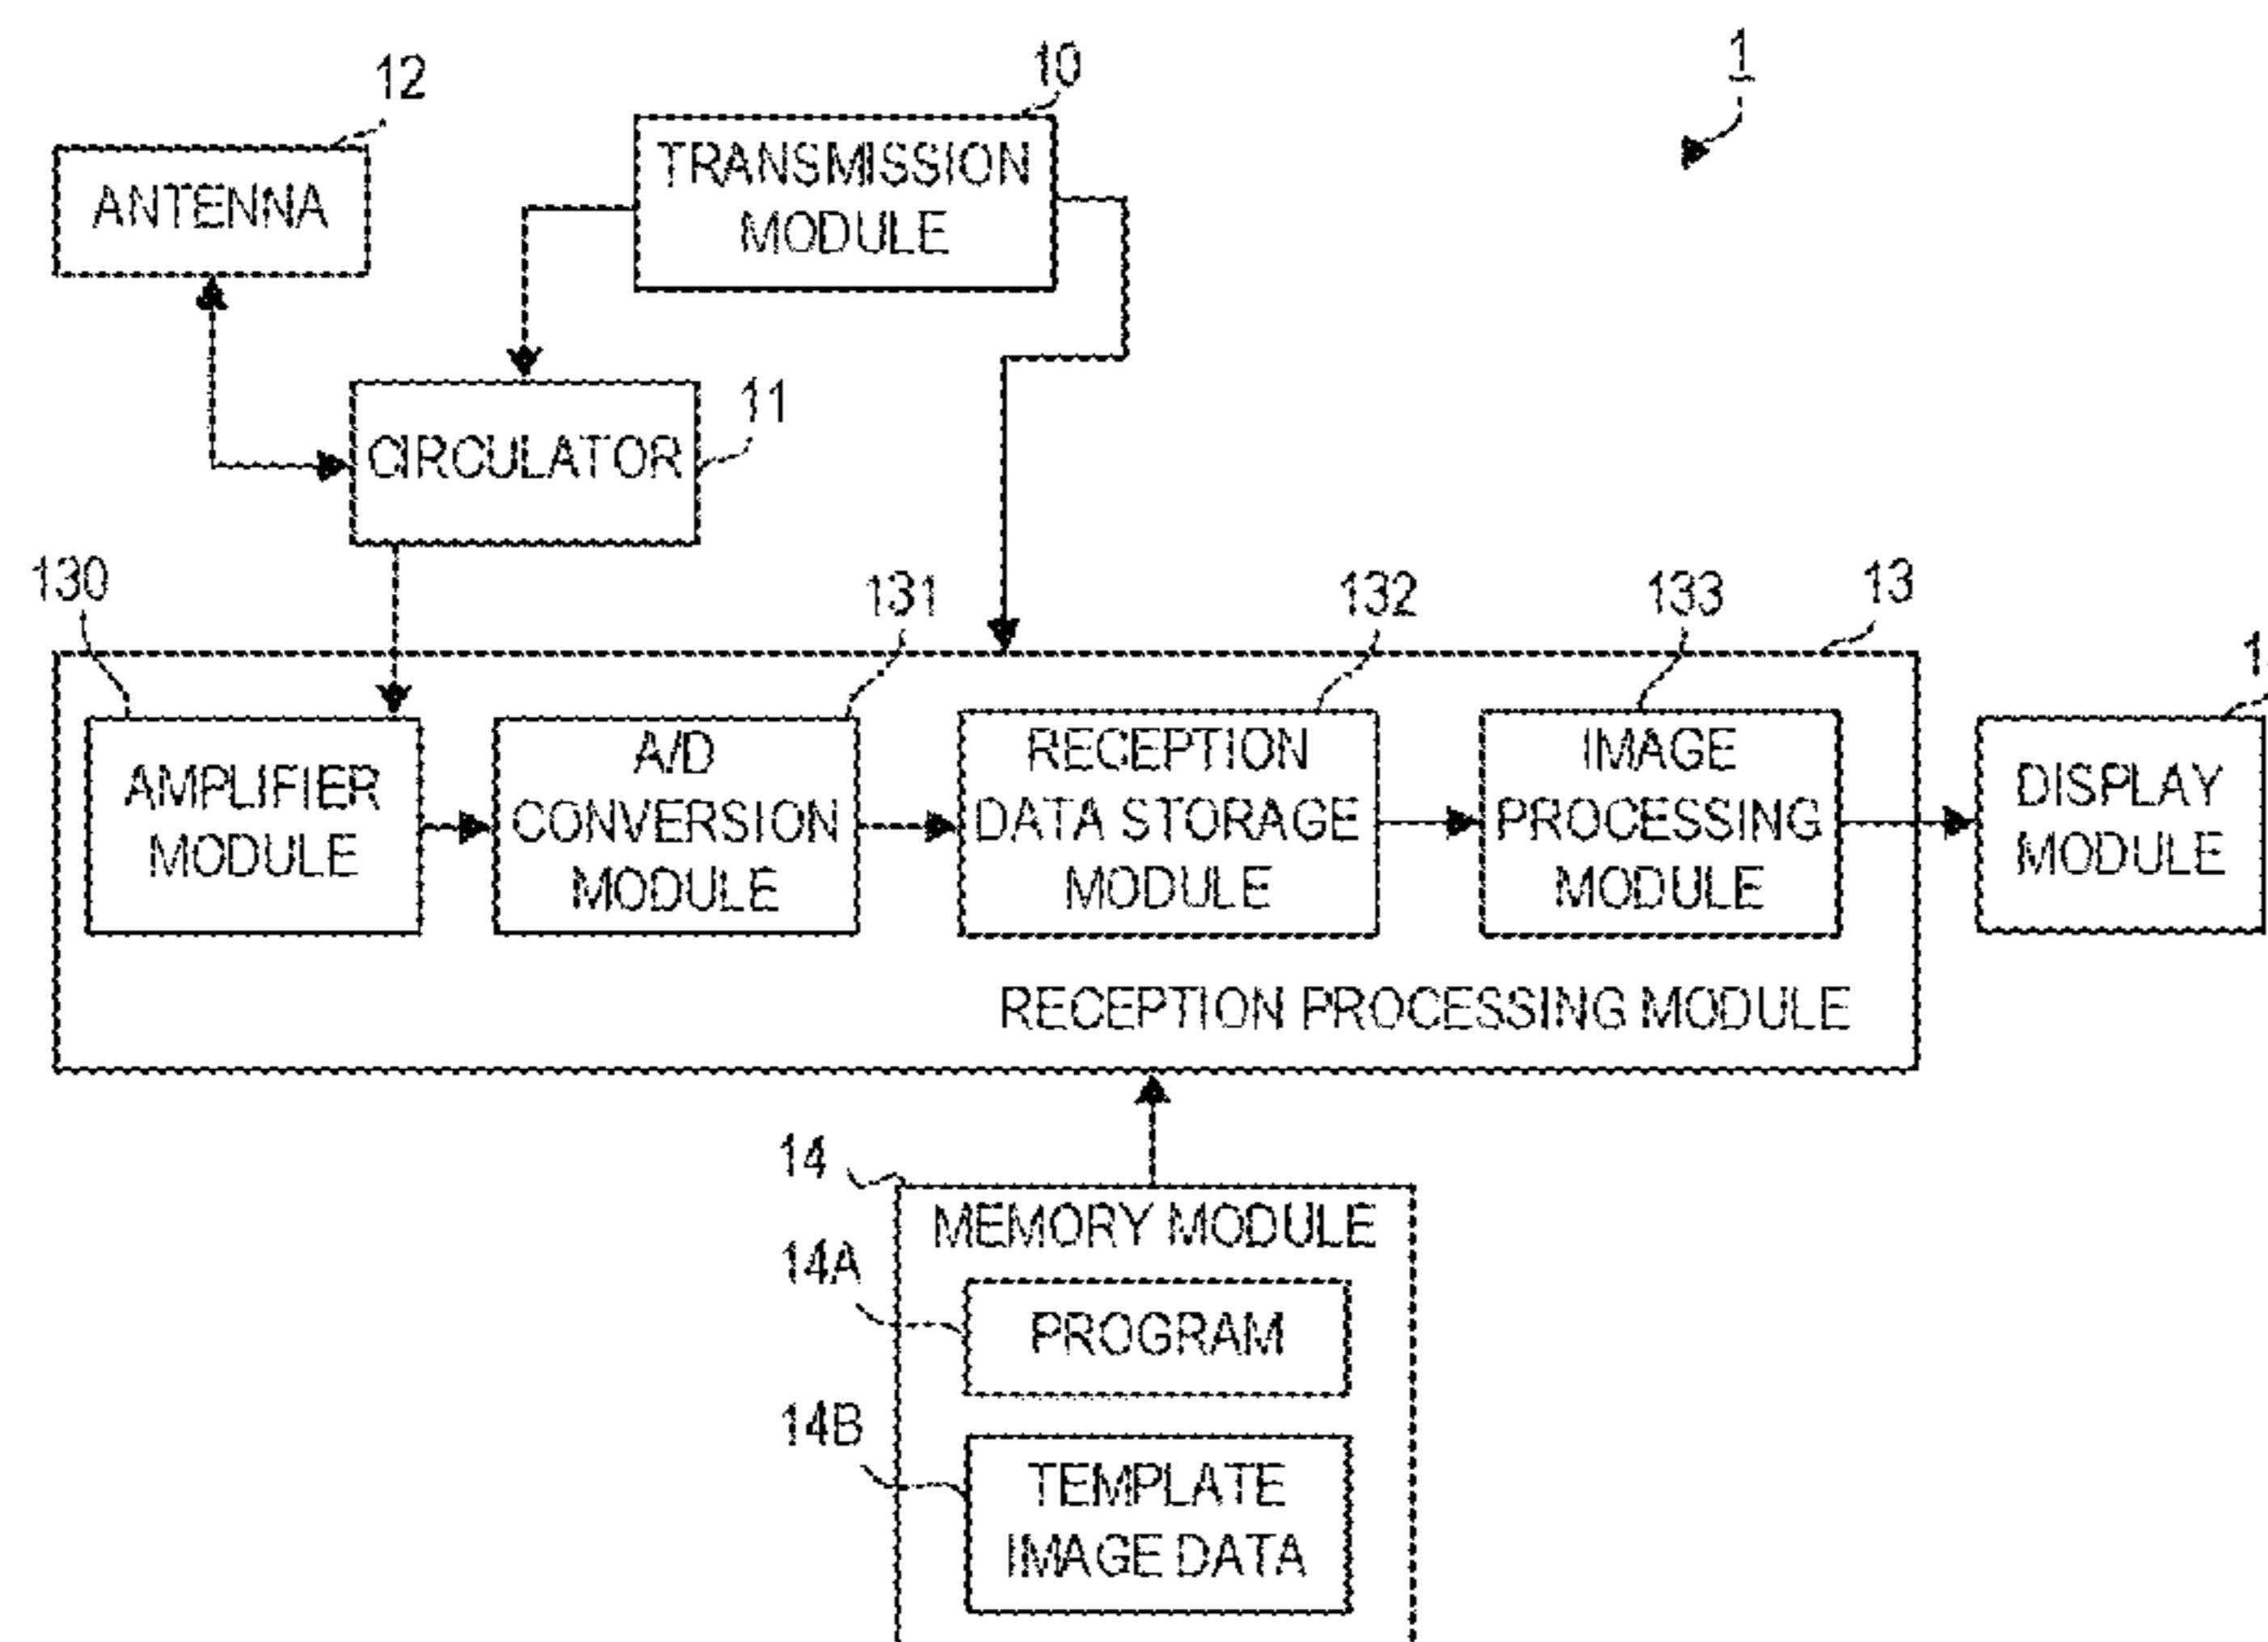 1
12
10
TRANSMISSION
MODULE
ANTENNA
11
CIRCULATOR
130
131
132
133
13
AMPLIFIER
MODULE
A/D
CONVERSION
MODULE
RECEPTION
DATA STORAGE
MODULE
IMAGE
PROCESSING
MODULE
DISPLAY
MODULE
RECEPTION PROCESSING MODULE
14
MEMORY MODULE
14A
PROGRAM
14B
TEMPLATE
IMAGE DATA